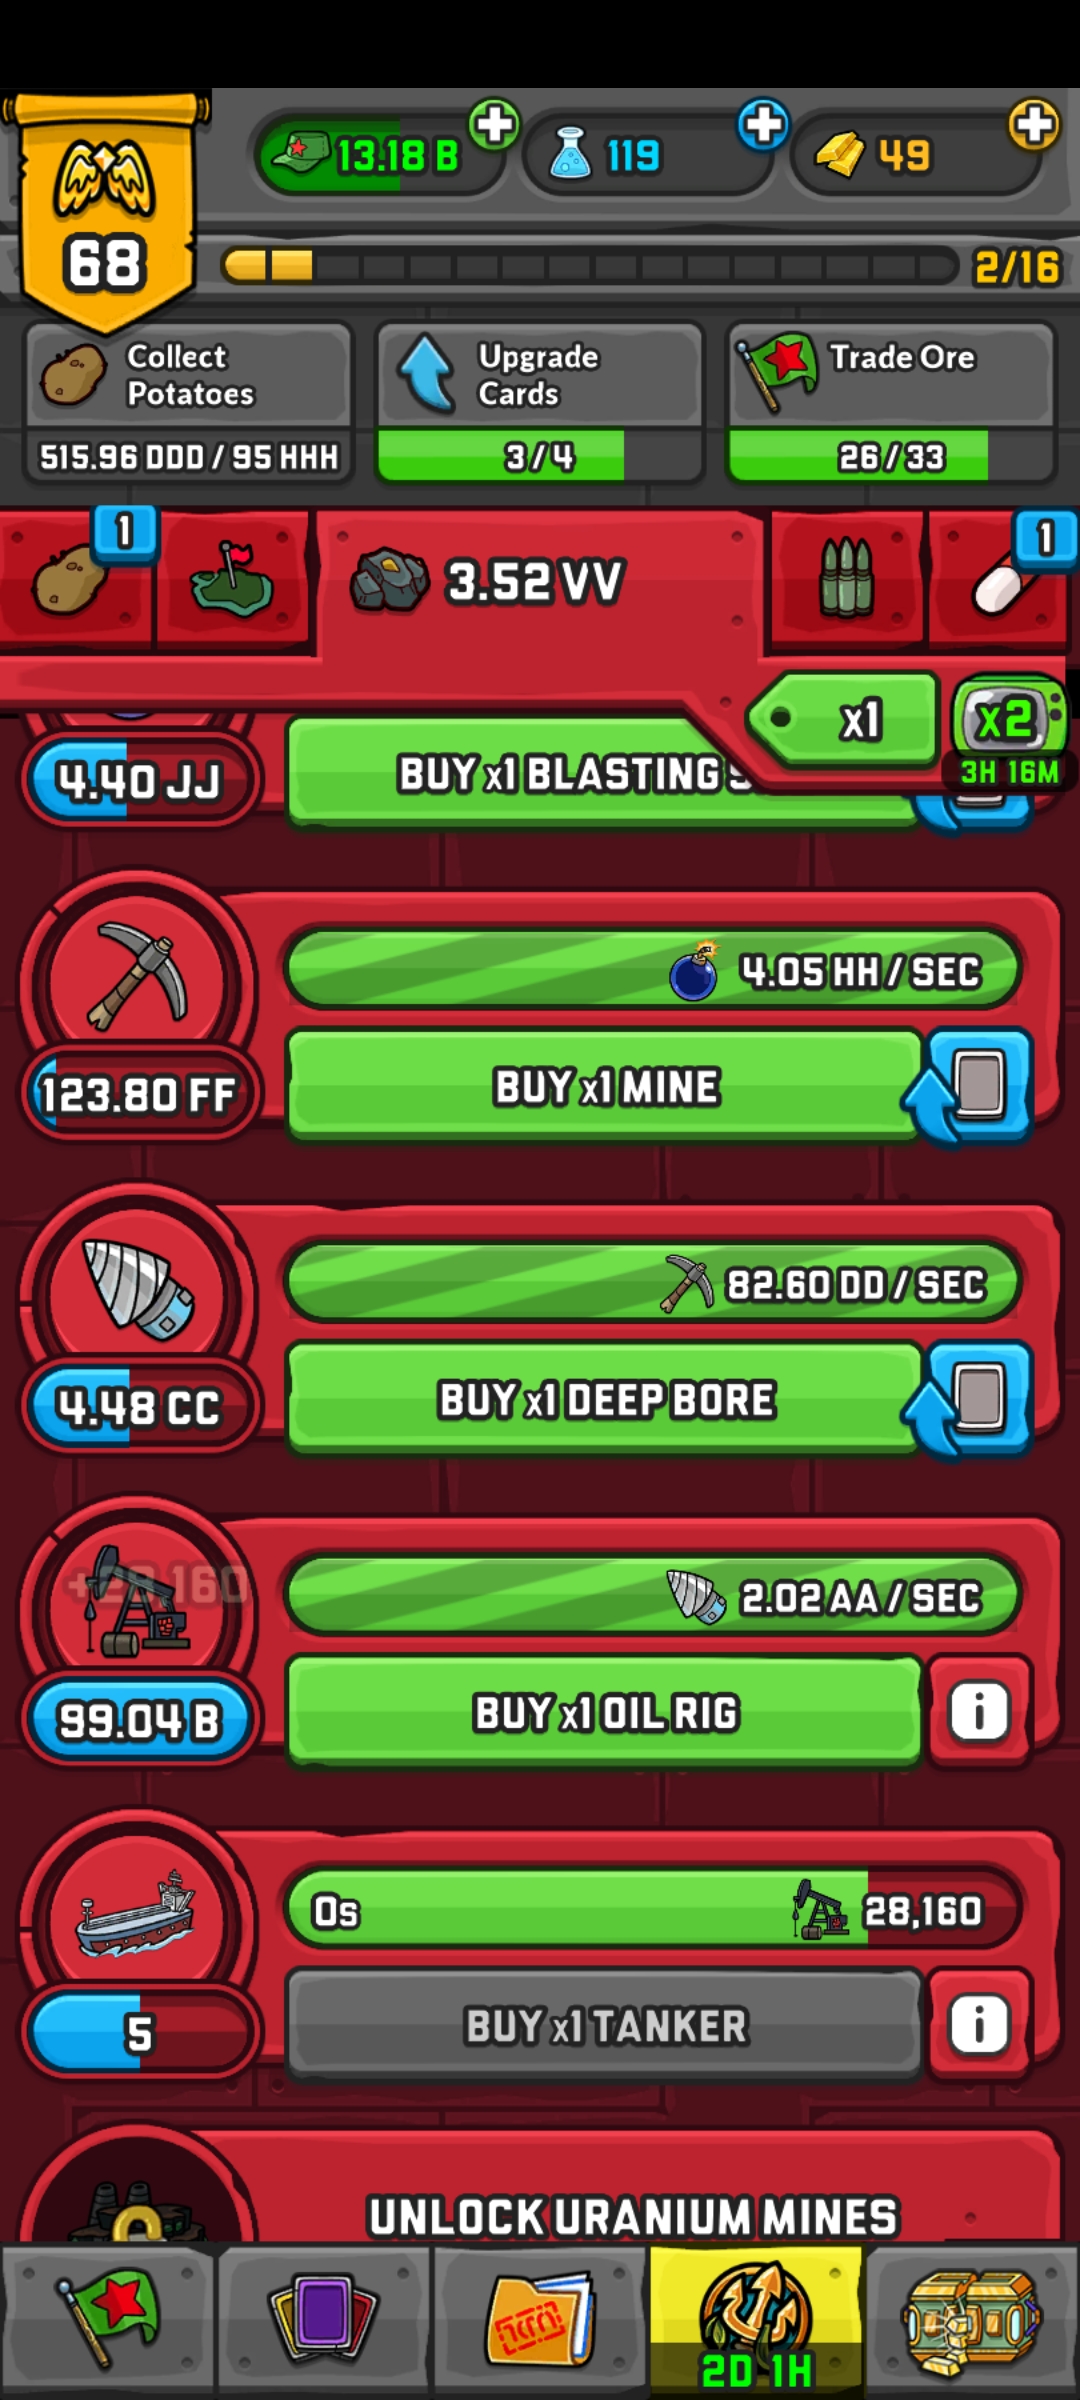 13.18 B
119
49
68
2/16
Collect
Potatoes
515.96 DDD / 95 HHH
Upgrade
Cards
3/4
Trade Ore
26/33
1
3.52 VV
1
x1
x2
3H 16M
4.40 JJ
BUY x1 BLASTING
4.05 HH / SEC
123.80 FF
BUY x1 MINE
82.60 DD / SEC
4.48 CC
BUY x1 DEEP BORE
+28,160
2.02 AA / SEC
99.04 B
BUY x1 OIL RIG
i
0s
28,160
5
BUY x1 TANKER
i
UNLOCK URANIUM MINES
2D 1H